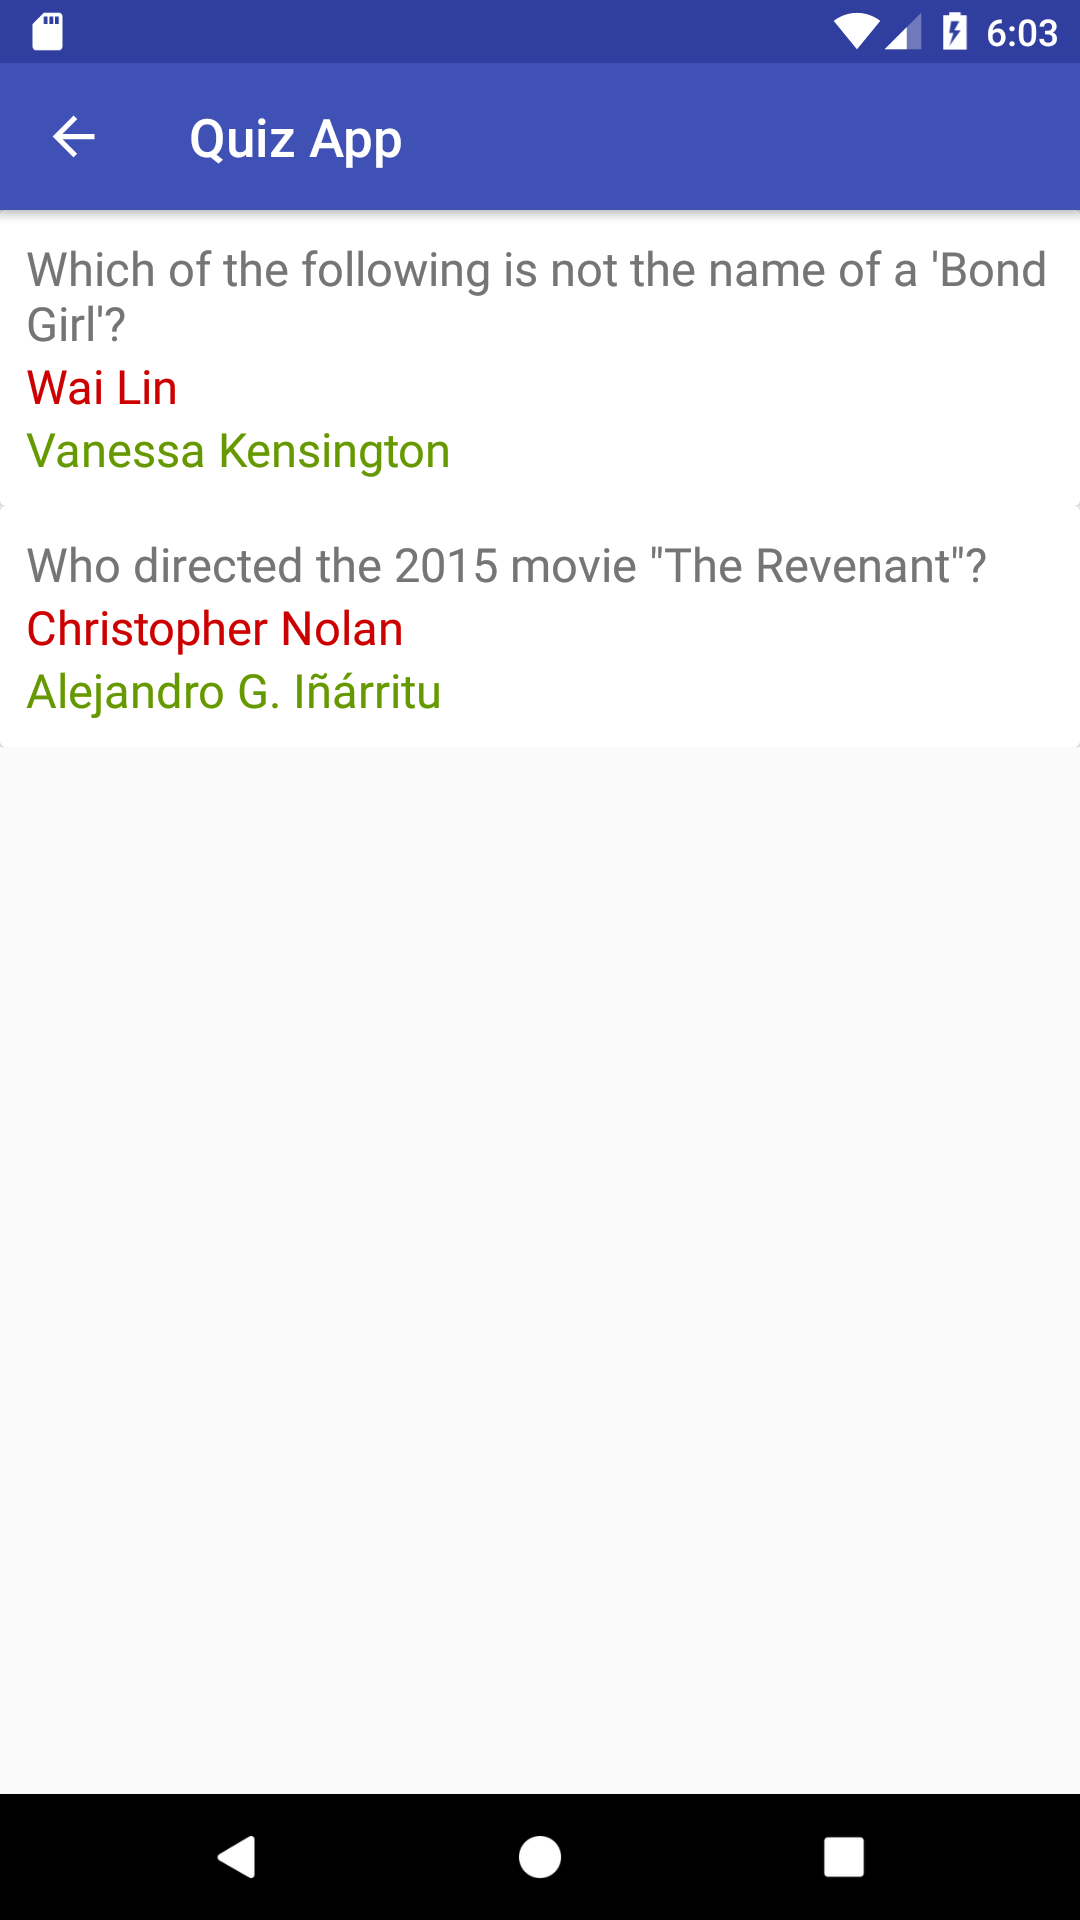 6:03
Quiz App
Which of the following is not the name of a 'Bond
Girl'?
Wai Lin
Vanessa Kensington
Who directed the 2015 movie "The Revenant"?
Christopher Nolan
Alejandro G. Iñárritu